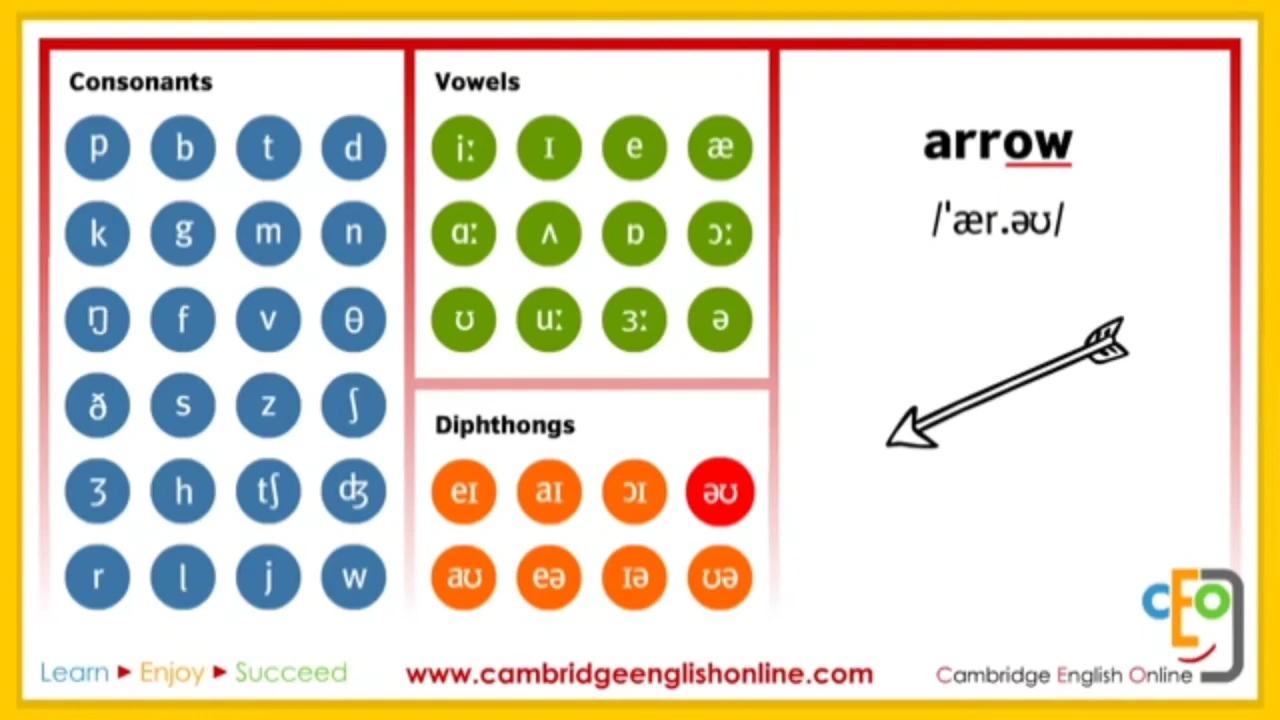 Consonants
p b t d
k g m n
ŋ f v θ
ð s z ʃ
ʒ h tʃ ʤ
r l j w
Vowels
iː ɪ e æ
ɑː ʌ ɒ ɔː
ʊ uː ɜː ə
Diphthongs
eɪ aɪ ɔɪ əʊ
aʊ eə ɪə ʊə
arrow
/ˈær.əʊ/
CEO
Learn ▶ Enjoy ▶ Succeed
www.cambridgeenglishonline.com
Cambridge English Online